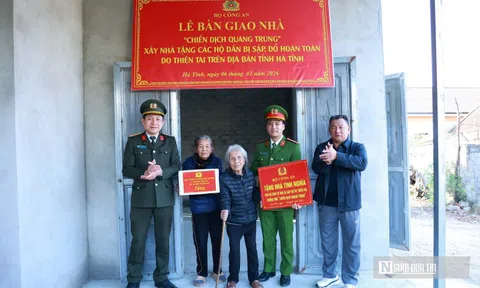 BỘ CÔNG AN
LỄ BÀN GIAO NHÀ
"CHIẾN DỊCH QUANG TRUNG"
XÂY NHÀ TẶNG CÁC HỘ DÂN BỊ SẬP, ĐỔ HOÀN TOÀN
DO THIÊN TAI TRÊN ĐỊA BÀN TỈNH HÀ TĨNH
Hà Tĩnh, ngày 06 tháng 01 năm 2026
TẶNG
BỘ CÔNG AN
TẶNG NHÀ TÌNH NGHĨA
NGƯỜI ĐƯA TIN